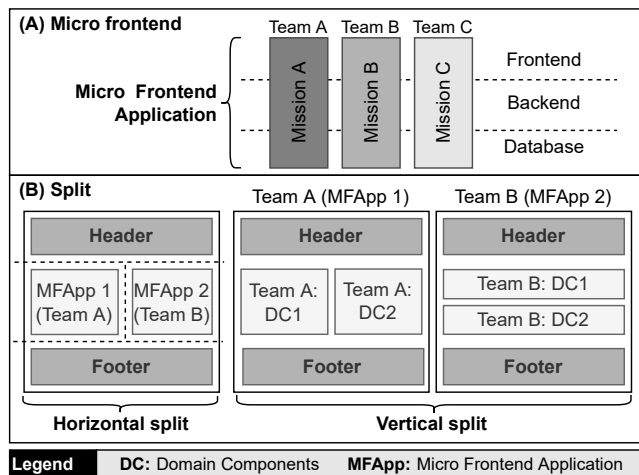 (A) Micro frontend
Team A Team B Team C
Micro Frontend
Application
Mission A
Mission B
Mission C
Frontend
Backend
Database
(B) Split
Team A (MFApp 1)
Team B (MFApp 2)
Header
MFApp 1
(Team A)
MFApp 2
(Team B)
Footer
Horizontal split
Header
Team A:
DC1
Team A:
DC2
Footer
Header
Team B: DC1
Team B: DC2
Footer
Vertical split
Legend DC: Domain Components MFApp: Micro Frontend Application